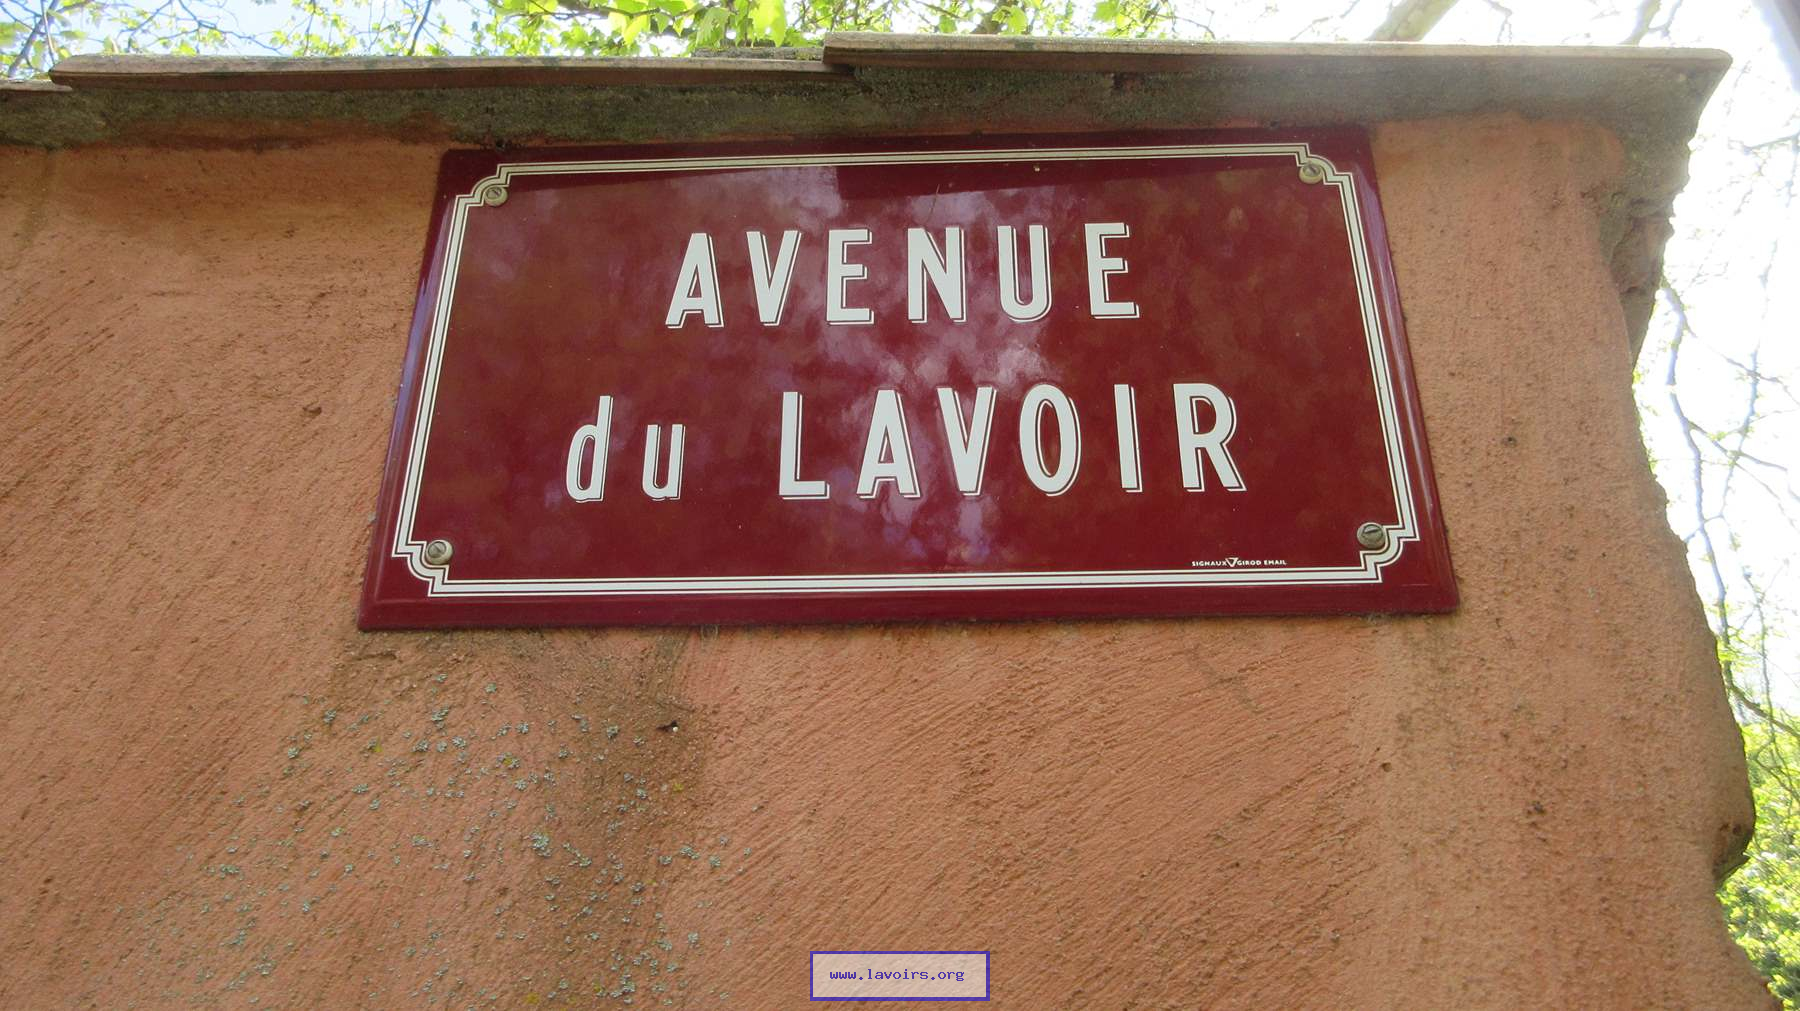 AVENUE
du LAVOIR
SIGNAUX GIROD EMAIL
www.lavoirs.org